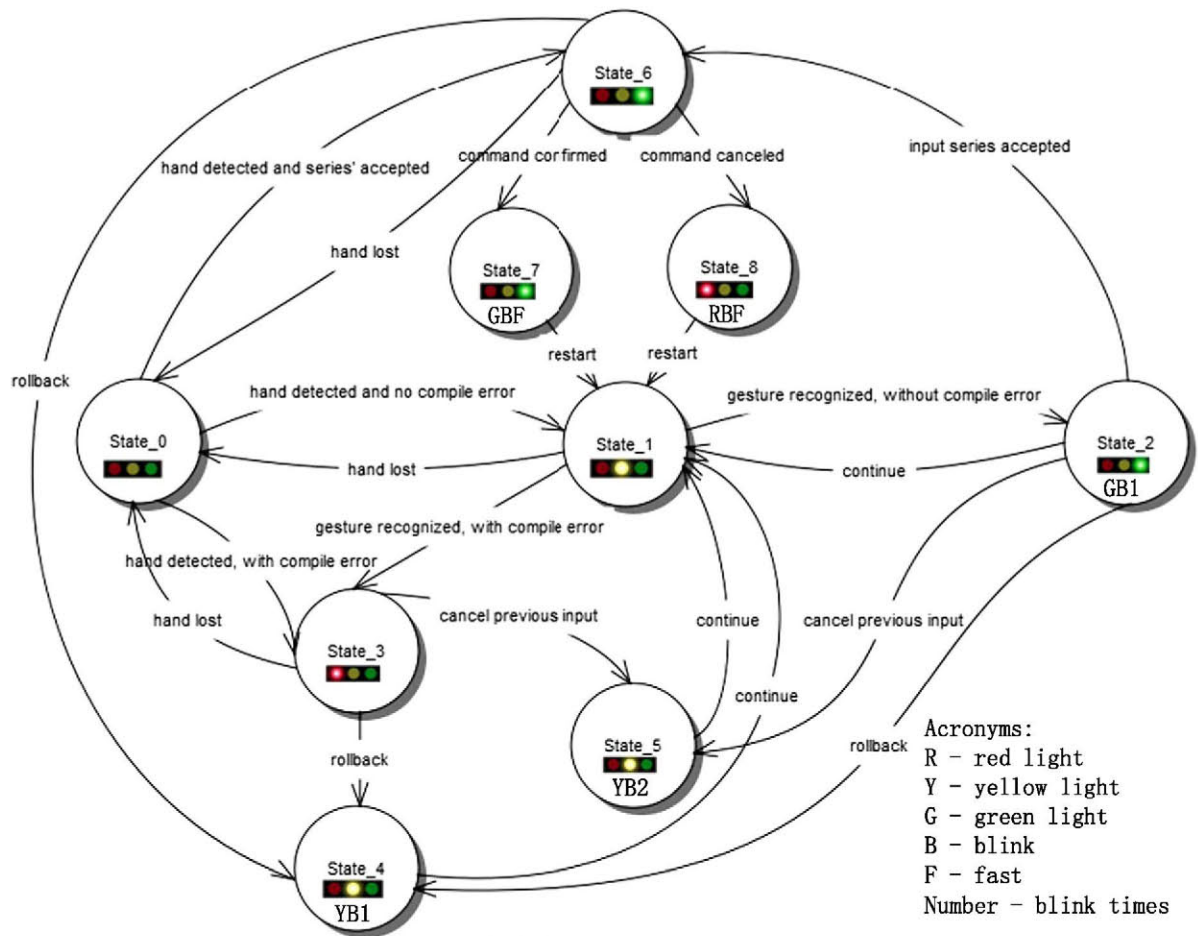 State_6
hand detected and series' accepted
command confirmed
command canceled
input series accepted
hand lost
State_7
GBF
State_8
RBF
rollback
restart
restart
hand detected and no compile error
gesture recognized, without compile error
State_0
State_1
State_2
GB1
hand lost
continue
gesture recognized, with compile error
hand detected, with compile error
hand lost
cancel previous input
continue
cancel previous input
State_3
continue
rollback
State_5
YB2
rollback
State_4
YB1
Acronyms:
R - red light
Y - yellow light
G - green light
B - blink
F - fast
Number - blink times